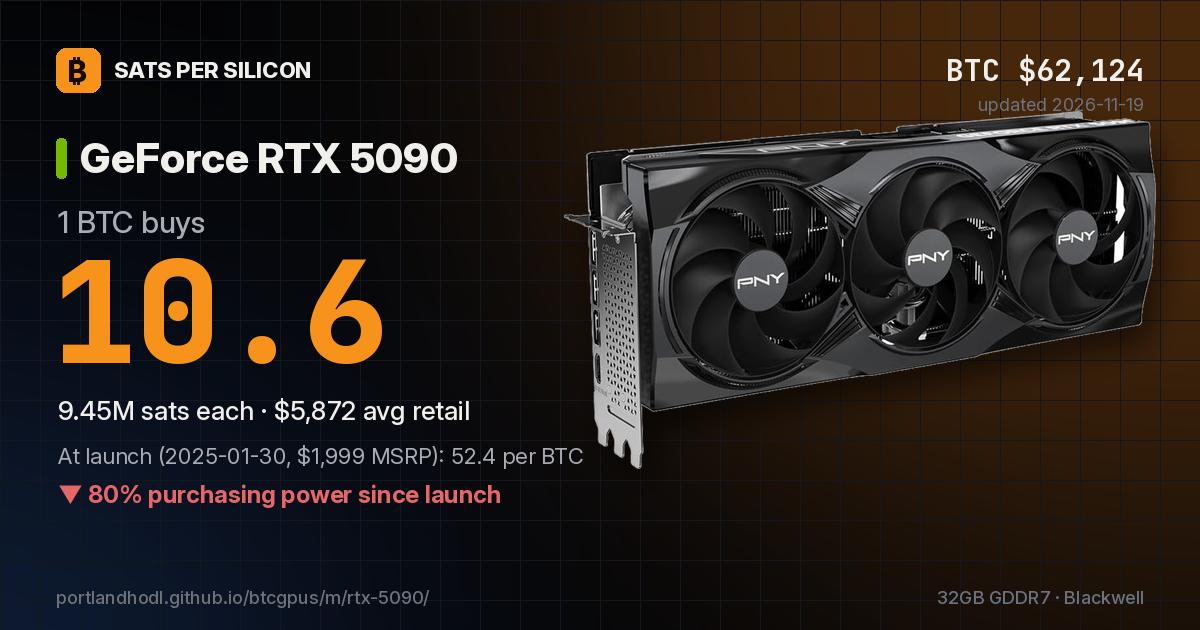 SATS PER SILICON
BTC $62,124
updated 2026-11-19
GeForce RTX 5090
1 BTC buys
10.6
9.45M sats each · $5,872 avg retail
At launch (2025-01-30, $1,999 MSRP): 52.4 per BTC
▼ 80% purchasing power since launch
PNY
PNY
PNY
portlandhodl.github.io/btcgpus/m/rtx-5090/
32GB GDDR7 · Blackwell